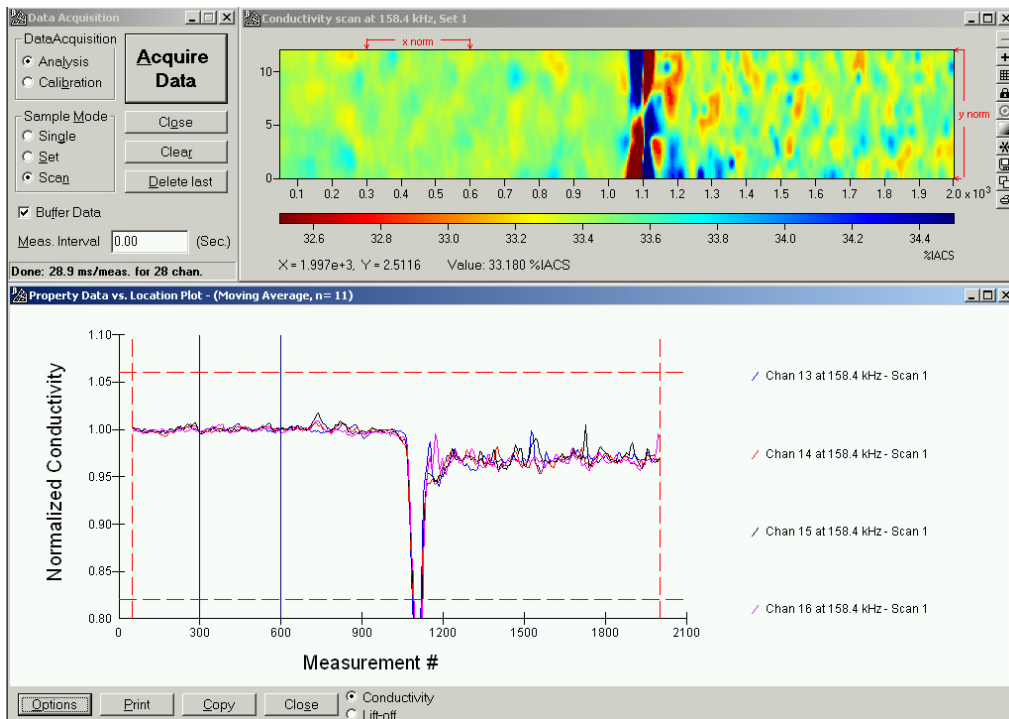 Data Acquisition
DataAcquisition
Analysis
Calibration
Acquire
Data
Sample Mode
Single
Set
Scan
Close
Clear
Delete last
Buffer Data
Meas. Interval 0.00 (Sec.)
Done: 28.9 ms/meas. for 28 chan.
Conductivity scan at 158.4 kHz, Set 1
x norm
10
5
0
y norm
0.1 0.2 0.3 0.4 0.5 0.6 0.7 0.8 0.9 1.0 1.1 1.2 1.3 1.4 1.5 1.6 1.7 1.8 1.9 2.0 x 10³
32.6 32.8 33.0 33.2 33.4 33.6 33.8 34.0 34.2 34.4
%IACS
X = 1.997e+3, Y = 2.5116 Value: 33.180 %IACS
Property Data vs. Location Plot - (Moving Average, n= 11)
Normalized Conductivity
1.10
1.05
1.00
0.95
0.90
0.85
0.80
0 300 600 900 1200 1500 1800 2100
Measurement #
Chan 13 at 158.4 kHz - Scan 1
Chan 14 at 158.4 kHz - Scan 1
Chan 15 at 158.4 kHz - Scan 1
Chan 16 at 158.4 kHz - Scan 1
Options Print Copy Close
Conductivity
Lift-off